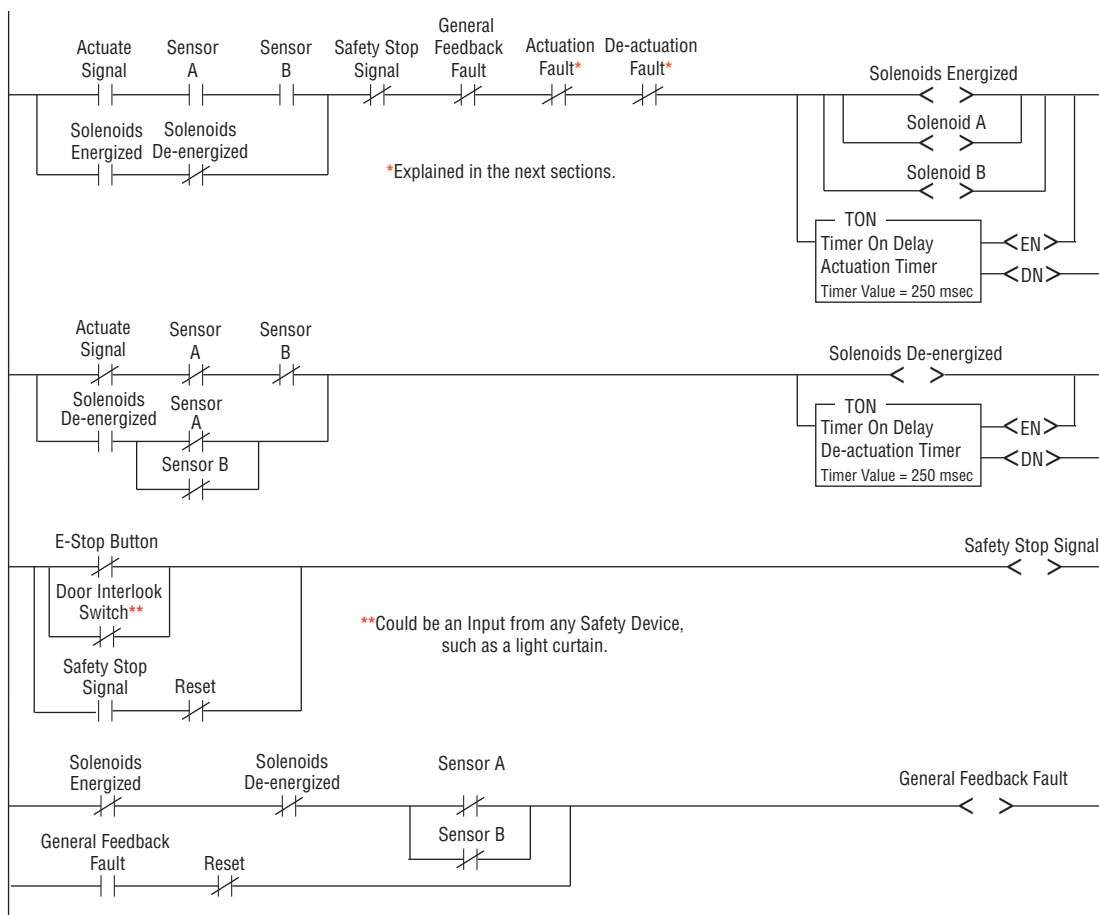 Actuate
Signal
Sensor
A
Sensor
B
Safety Stop
Signal
General
Feedback
Fault
Actuation
Fault*
De-actuation
Fault*
Solenoids Energized
Solenoid A
Solenoid B
Solenoids
Energized
Solenoids
De-energized
*Explained in the next sections.
TON
Timer On Delay
Actuation Timer
Timer Value = 250 msec
EN
DN
Actuate
Signal
Sensor
A
Sensor
B
Solenoids De-energized
Solenoids
De-energized
Sensor
A
Sensor B
TON
Timer On Delay
De-actuation Timer
Timer Value = 250 msec
EN
DN
E-Stop Button
Safety Stop Signal
Door Interlook
Switch**
**Could be an Input from any Safety Device,
such as a light curtain.
Safety Stop
Signal
Reset
Solenoids
Energized
Solenoids
De-energized
Sensor A
General Feedback Fault
Sensor B
General Feedback
Fault
Reset